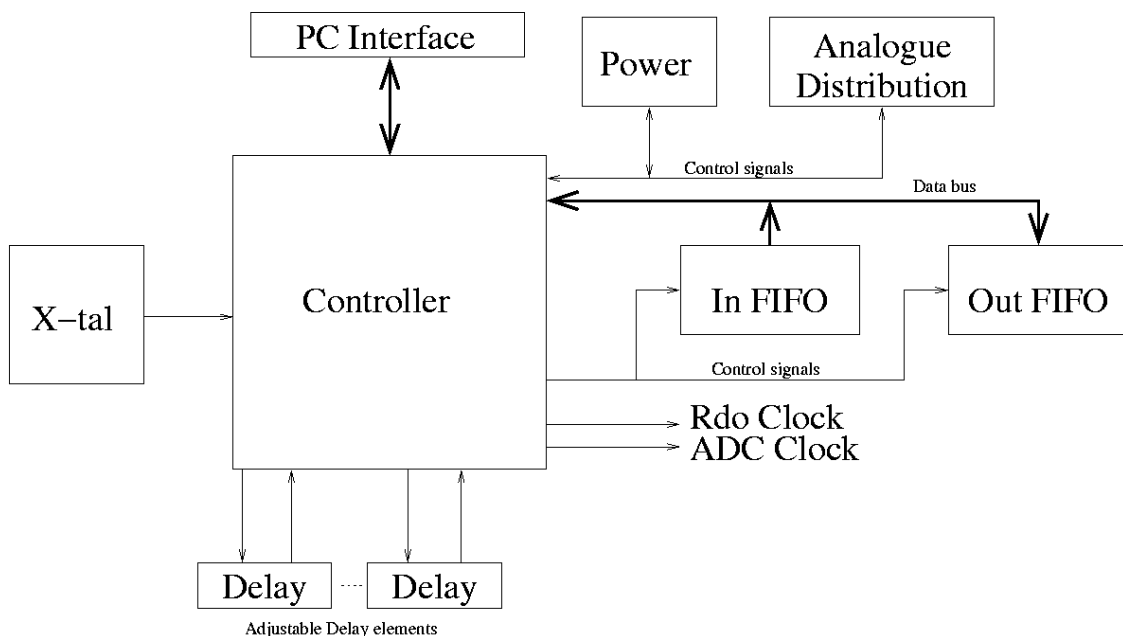 PC Interface
Power
Analogue
Distribution
Control signals
Data bus
X-tal
Controller
In FIFO
Out FIFO
Control signals
Rdo Clock
ADC Clock
Delay
Delay
Adjustable Delay elements